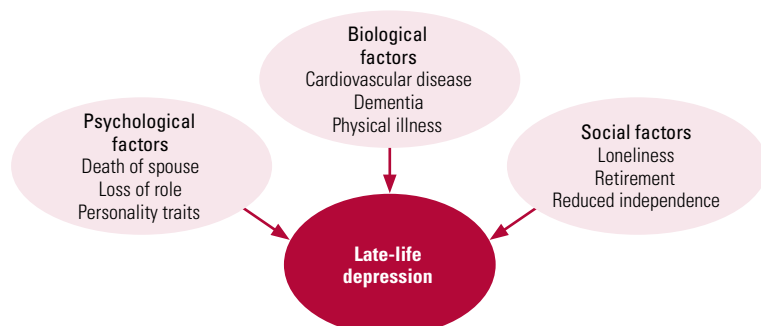 Biological
factors
Cardiovascular disease
Dementia
Physical illness
Psychological
factors
Death of spouse
Loss of role
Personality traits
Social factors
Loneliness
Retirement
Reduced independence
Late-life
depression